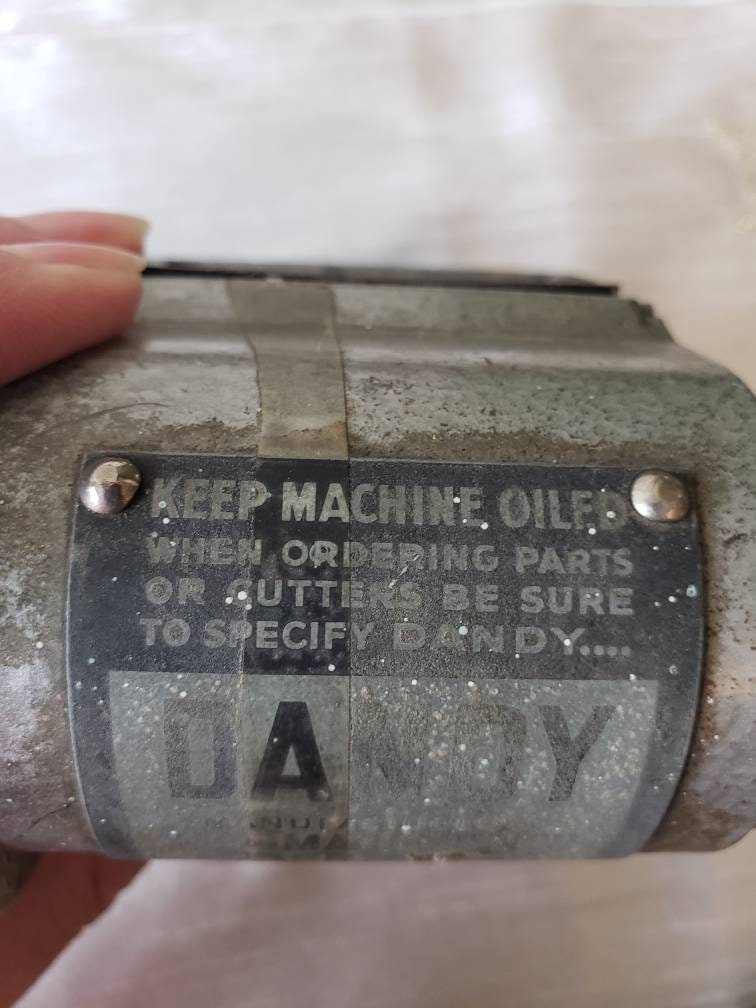 KEEP MACHINE OILED
WHEN ORDERING PARTS
OR CUTTERS BE SURE
TO SPECIFY DANDY....
DANDY